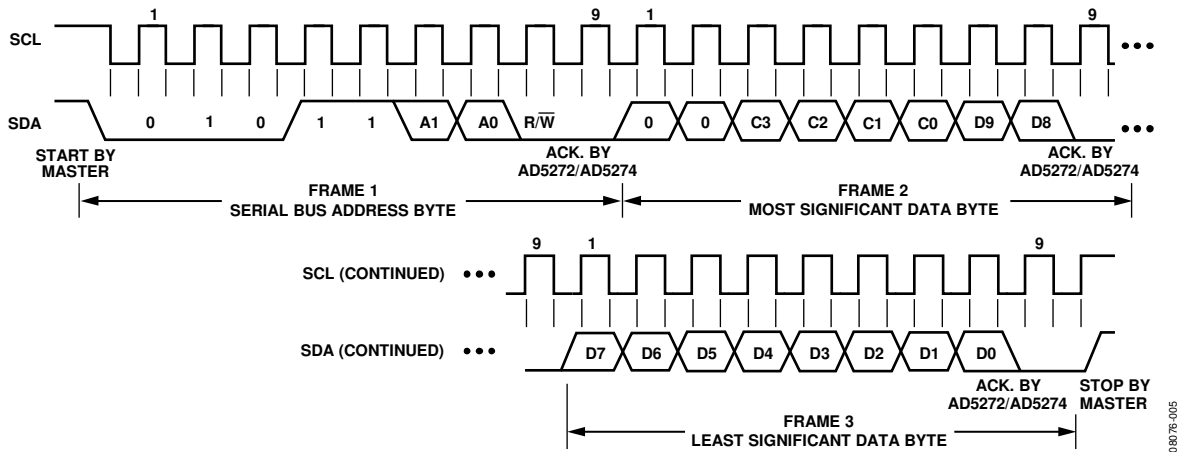 1 9 1 9
SCL
SDA 0 1 0 1 1 A1 A0 R/W̅ 0 0 C3 C2 C1 C0 D9 D8
START BY
MASTER
ACK. BY
AD5272/AD5274
ACK. BY
AD5272/AD5274
FRAME 1
SERIAL BUS ADDRESS BYTE
FRAME 2
MOST SIGNIFICANT DATA BYTE
9 1 9
SCL (CONTINUED)
SDA (CONTINUED) D7 D6 D5 D4 D3 D2 D1 D0
ACK. BY
AD5272/AD5274
STOP BY
MASTER
FRAME 3
LEAST SIGNIFICANT DATA BYTE
08076-005